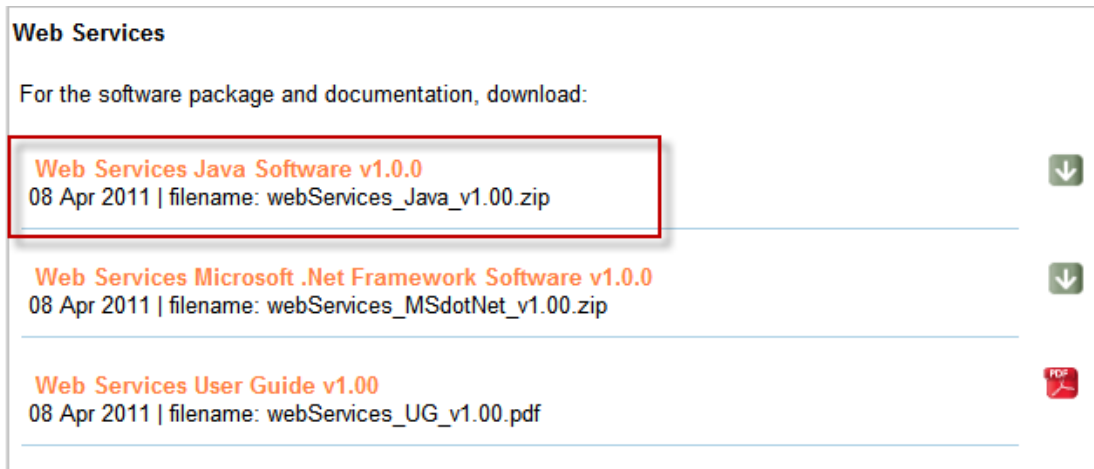 Web Services
For the software package and documentation, download:
Web Services Java Software v1.0.0
08 Apr 2011 | filename: webServices_Java_v1.00.zip
Web Services Microsoft .Net Framework Software v1.0.0
08 Apr 2011 | filename: webServices_MSdotNet_v1.00.zip
Web Services User Guide v1.00
PDF
08 Apr 2011 | filename: webServices_UG_v1.00.pdf